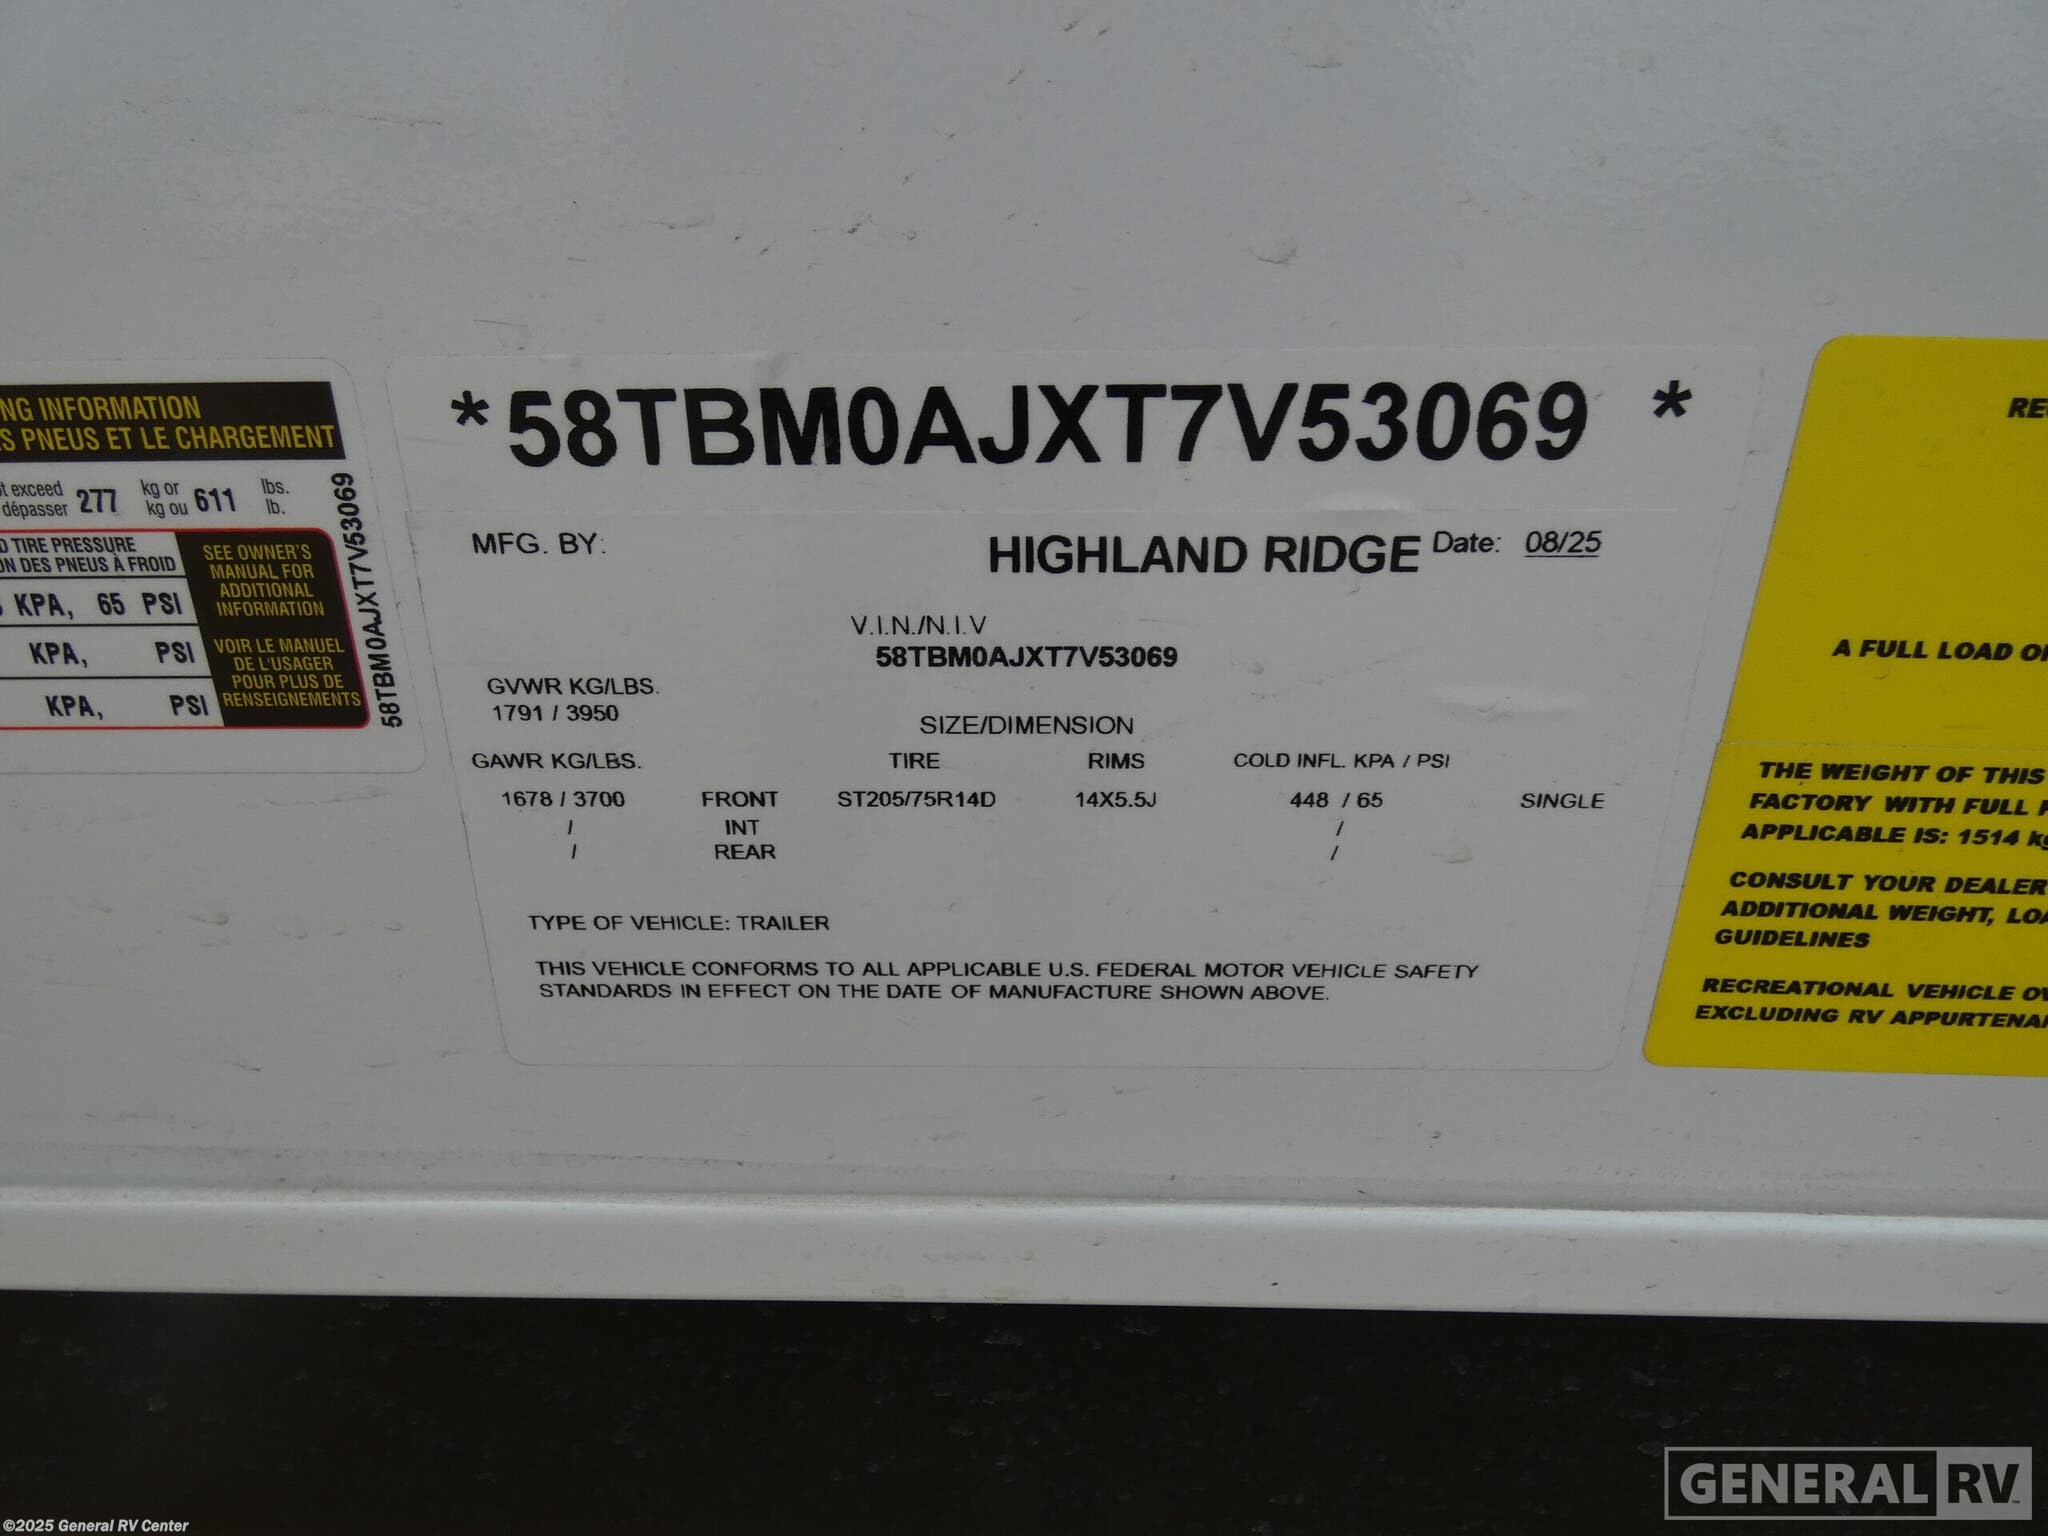 NG INFORMATION
S PNEUS ET LE CHARGEMENT
t exceed 277 kg or 611 lbs.
dépasser kg ou lb.
58TBM0AJXT7V53069
D TIRE PRESSURE
ON DES PNEUS À FROID
KPA, 65 PSI
KPA, PSI
KPA, PSI
SEE OWNER'S
MANUAL FOR
ADDITIONAL
INFORMATION
VOIR LE MANUEL
DE L'USAGER
POUR PLUS DE
RENSEIGNEMENTS
*58TBM0AJXT7V53069 *
MFG. BY: HIGHLAND RIDGE Date: 08/25
V.I.N./N.I.V
58TBM0AJXT7V53069
GVWR KG/LBS.
1791 / 3950
SIZE/DIMENSION
GAWR KG/LBS. TIRE RIMS COLD INFL. KPA / PSI
1678 / 3700 FRONT ST205/75R14D 14X5.5J 448 / 65 SINGLE
/ INT /
/ REAR /
TYPE OF VEHICLE: TRAILER
THIS VEHICLE CONFORMS TO ALL APPLICABLE U.S. FEDERAL MOTOR VEHICLE SAFETY
STANDARDS IN EFFECT ON THE DATE OF MANUFACTURE SHOWN ABOVE.
RE
A FULL LOAD O
THE WEIGHT OF THIS
FACTORY WITH FULL
APPLICABLE IS: 1514 kg
CONSULT YOUR DEALER
ADDITIONAL WEIGHT, LOA
GUIDELINES
RECREATIONAL VEHICLE OV
EXCLUDING RV APPURTENA
GENERAL RV
©2025 General RV Center